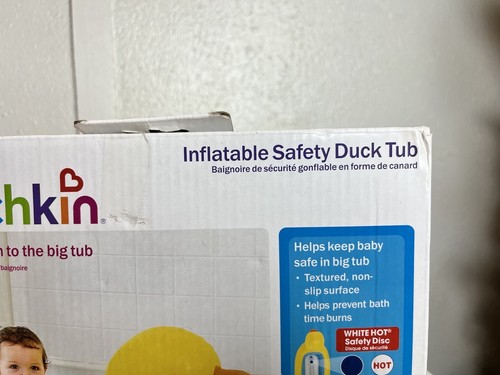 Inflatable Safety Duck Tub
Baignoire de sécurité gonflable en forme de canard
hkin®
to the big tub
baignoire
Helps keep baby
safe in big tub
• Textured, non-
slip surface
• Helps prevent bath
time burns
WHITE HOT®
Safety Disc
Disque de sécurité
HOT